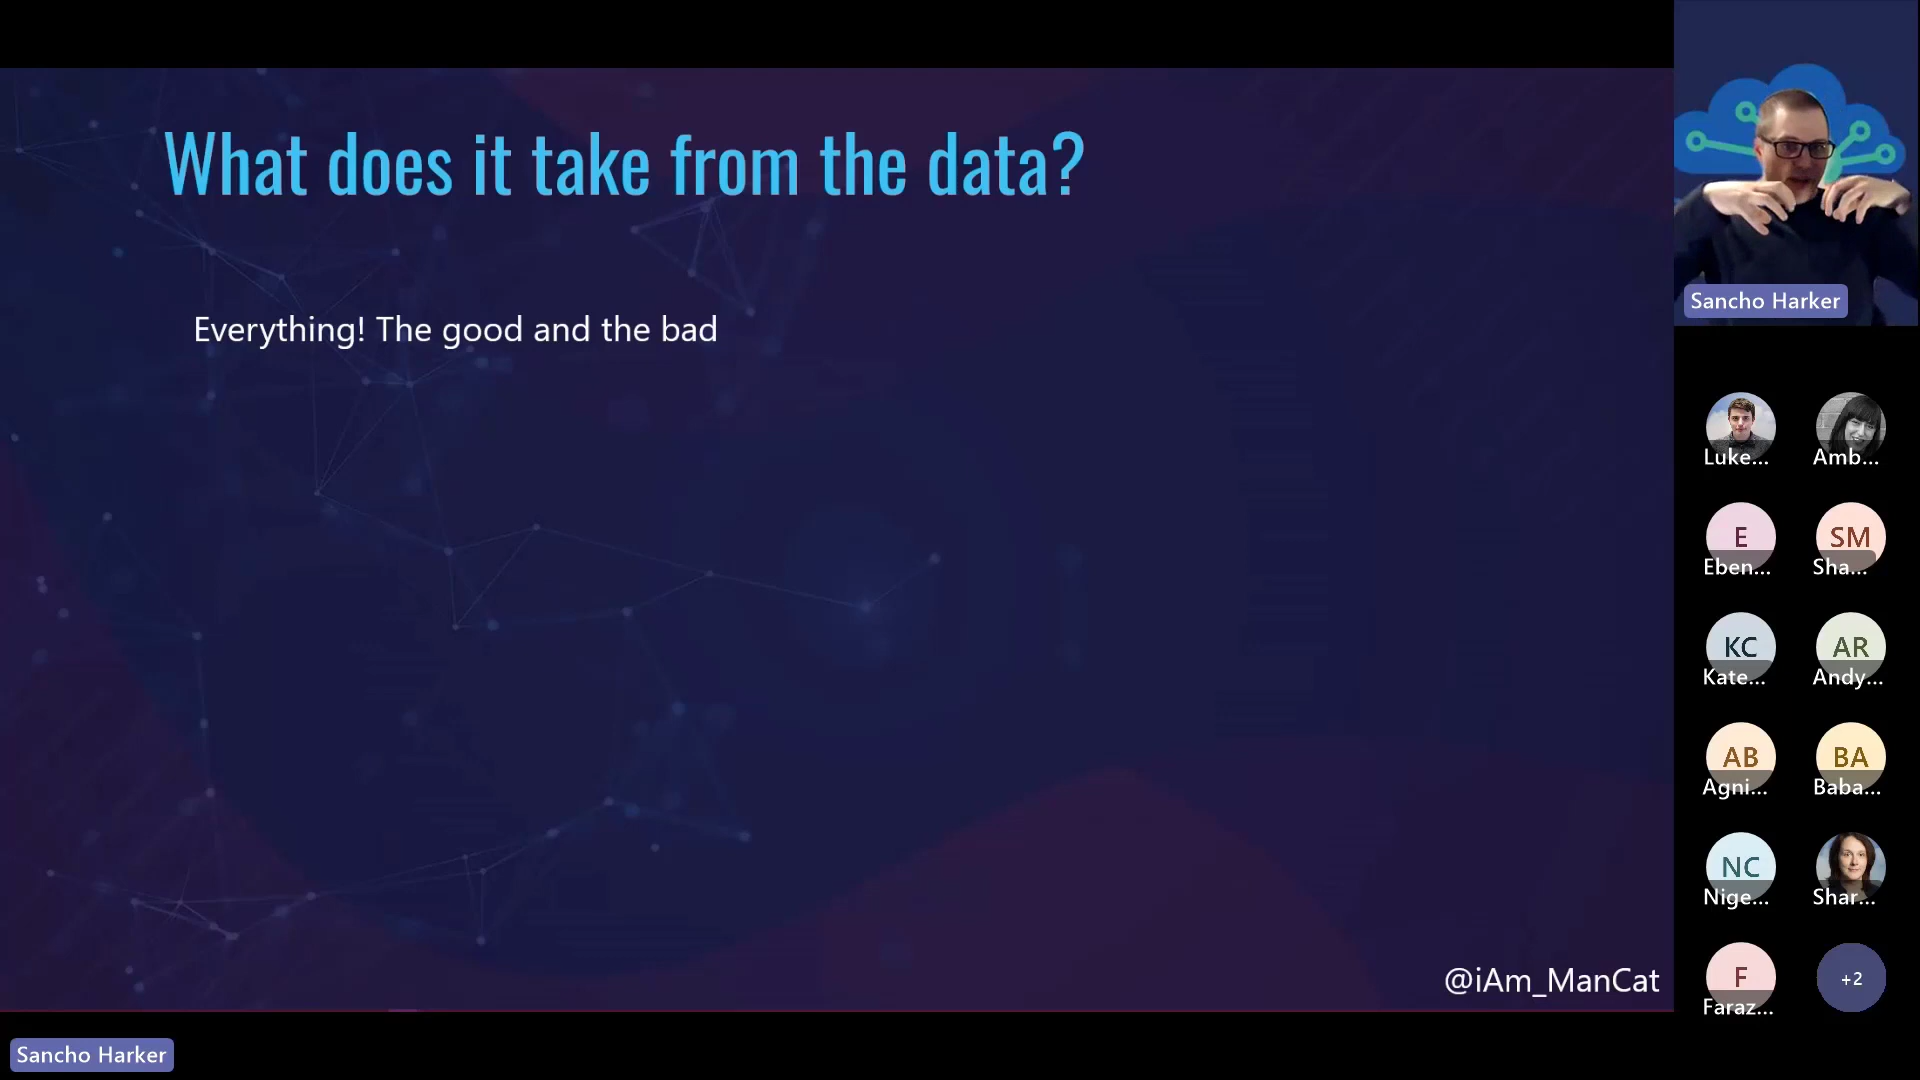 What does it take from the data?
Everything! The good and the bad
@iAm_ManCat
Sancho Harker
Sancho Harker
Luke...
Amb...
E
Eben...
SM
Sha...
KC
Kate...
AR
Andy...
AB
Agni...
BA
Baba...
NC
Nige...
Shar...
F
Faraz...
+2